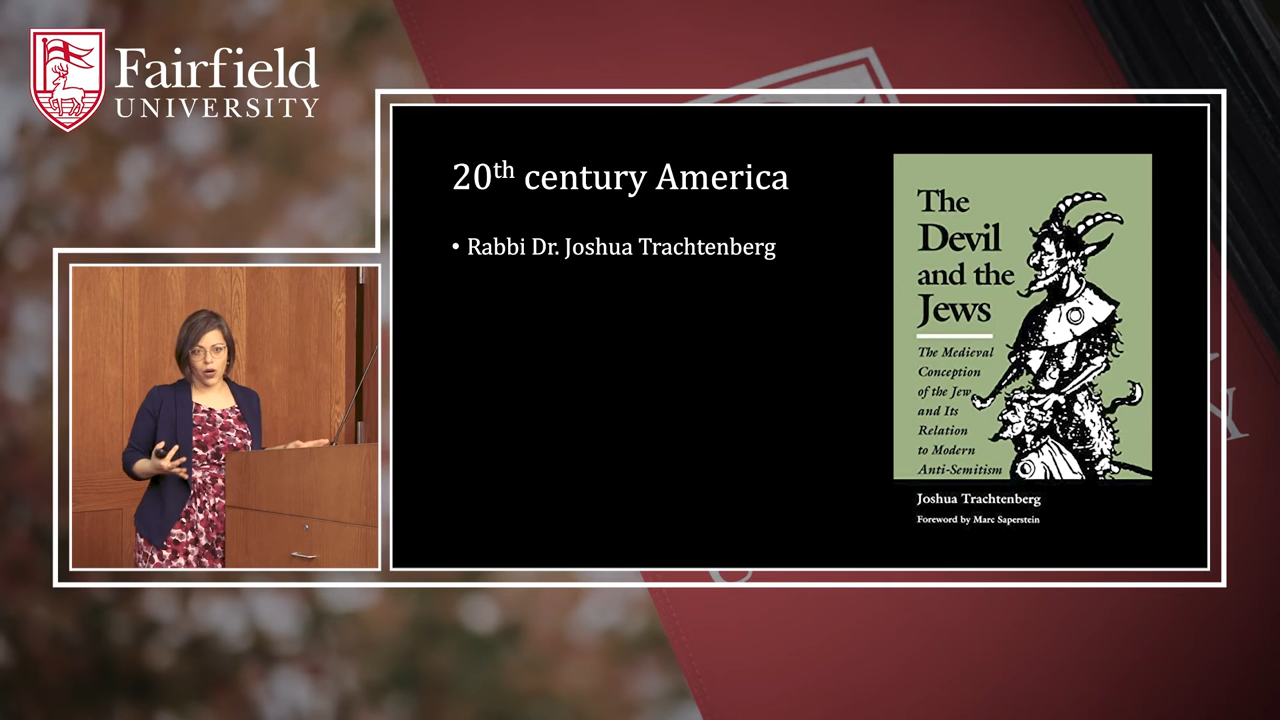 Fairfield
UNIVERSITY
20th century America
• Rabbi Dr. Joshua Trachtenberg
The
Devil
and the
Jews
The Medieval
Conception
of the Jew
and Its
Relation
to Modern
Anti-Semitism
Joshua Trachtenberg
Foreword by Marc Saperstein